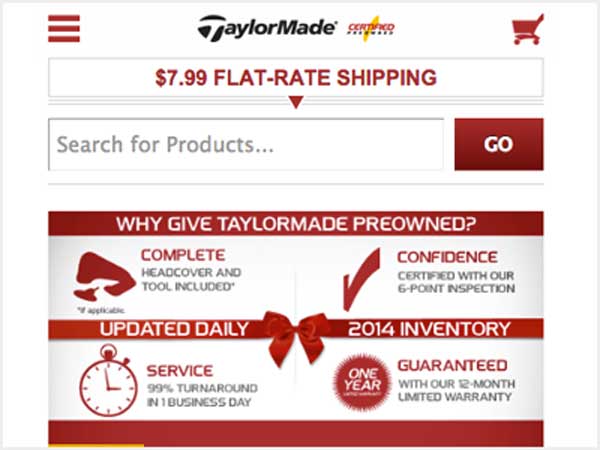 TaylorMade CERTIFIED PREOWNED
$7.99 FLAT-RATE SHIPPING
Search for Products...
GO
WHY GIVE TAYLORMADE PREOWNED?
COMPLETE
HEADCOVER AND
TOOL INCLUDED*
*if applicable.
CONFIDENCE
CERTIFIED WITH OUR
6-POINT INSPECTION
UPDATED DAILY
2014 INVENTORY
SERVICE
99% TURNAROUND
IN 1 BUSINESS DAY
ONE
YEAR
LIMITED WARRANTY
GUARANTEED
WITH OUR 12-MONTH
LIMITED WARRANTY